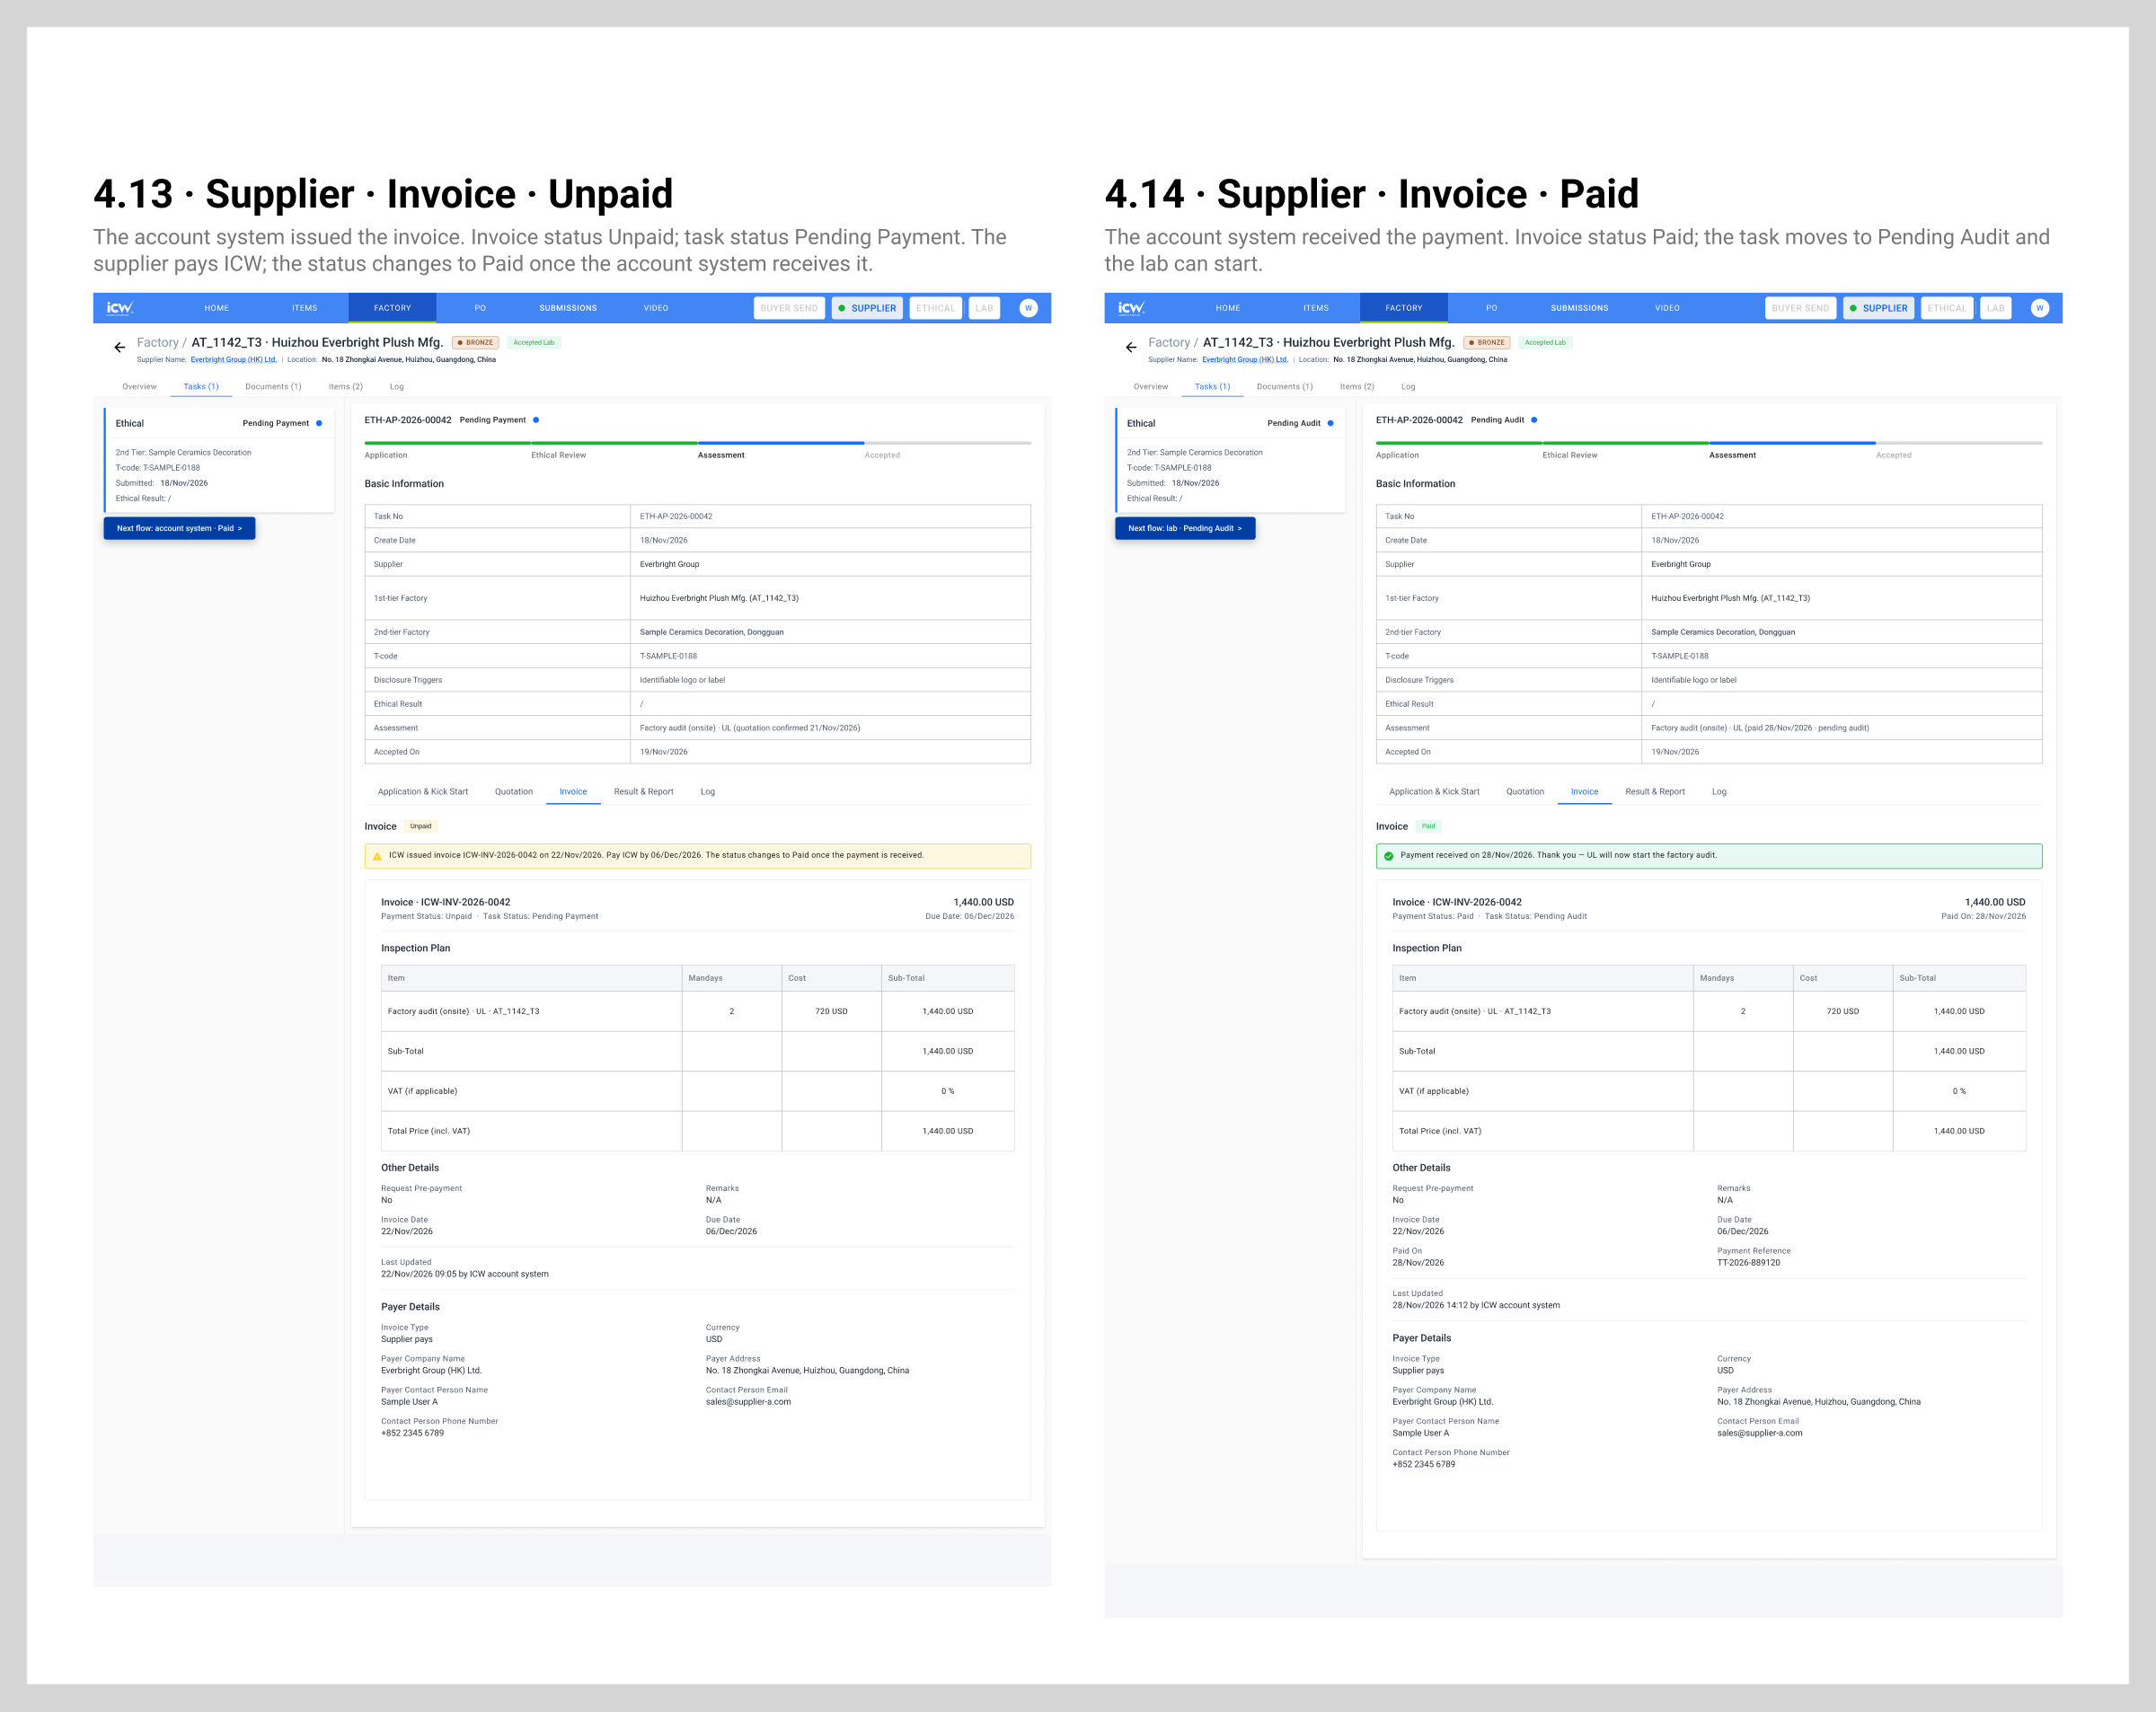 4.13 · Supplier · Invoice · Unpaid
The account system issued the invoice. Invoice status Unpaid; task status Pending Payment. The
supplier pays ICW; the status changes to Paid once the account system receives it.
icw HOME ITEMS FACTORY PO SUBMISSIONS VIDEO BUYER SEND SUPPLIER ETHICAL LAB W
Factory / AT_1142_T3 · Huizhou Everbright Plush Mfg. BRONZE Accepted Lab
Supplier Name: Everbright Group (HK) Ltd. | Location: No. 18 Zhongkai Avenue, Huizhou, Guangdong, China
Overview Tasks (1) Documents (1) Items (2) Log
Ethical Pending Payment
2nd Tier: Sample Ceramics Decoration
T-code: T-SAMPLE-0188
Submitted: 18/Nov/2026
Ethical Result: /
Next flow: account system · Paid >
ETH-AP-2026-00042 Pending Payment
Application Ethical Review Assessment Accepted
Basic Information
Task No ETH-AP-2026-00042
Create Date 18/Nov/2026
Supplier Everbright Group
1st-tier Factory Huizhou Everbright Plush Mfg. (AT_1142_T3)
2nd-tier Factory Sample Ceramics Decoration, Dongguan
T-code T-SAMPLE-0188
Disclosure Triggers Identifiable logo or label
Ethical Result /
Assessment Factory audit (onsite) · UL (quotation confirmed 21/Nov/2026)
Accepted On 19/Nov/2026
Application & Kick Start Quotation Invoice Result & Report Log
Invoice Unpaid
ICW issued invoice ICW-INV-2026-0042 on 22/Nov/2026. Pay ICW by 06/Dec/2026. The status changes to Paid once the payment is received.
Invoice · ICW-INV-2026-0042 1,440.00 USD
Payment Status: Unpaid · Task Status: Pending Payment Due Date: 06/Dec/2026
Inspection Plan
Item Mandays Cost Sub-Total
Factory audit (onsite) · UL · AT_1142_T3 2 720 USD 1,440.00 USD
Sub-Total 1,440.00 USD
VAT (if applicable) 0 %
Total Price (incl. VAT) 1,440.00 USD
Other Details
Request Pre-payment Remarks
No N/A
Invoice Date Due Date
22/Nov/2026 06/Dec/2026
Last Updated
22/Nov/2026 09:05 by ICW account system
Payer Details
Invoice Type Currency
Supplier pays USD
Payer Company Name Payer Address
Everbright Group (HK) Ltd. No. 18 Zhongkai Avenue, Huizhou, Guangdong, China
Payer Contact Person Name Contact Person Email
Sample User A sales@supplier-a.com
Contact Person Phone Number
+852 2345 6789
4.14 · Supplier · Invoice · Paid
The account system received the payment. Invoice status Paid; the task moves to Pending Audit and
the lab can start.
icw HOME ITEMS FACTORY PO SUBMISSIONS VIDEO BUYER SEND SUPPLIER ETHICAL LAB W
Factory / AT_1142_T3 · Huizhou Everbright Plush Mfg. BRONZE Accepted Lab
Supplier Name: Everbright Group (HK) Ltd. | Location: No. 18 Zhongkai Avenue, Huizhou, Guangdong, China
Overview Tasks (1) Documents (1) Items (2) Log
Ethical Pending Audit
2nd Tier: Sample Ceramics Decoration
T-code: T-SAMPLE-0188
Submitted: 18/Nov/2026
Ethical Result: /
Next flow: lab · Pending Audit >
ETH-AP-2026-00042 Pending Audit
Application Ethical Review Assessment Accepted
Basic Information
Task No ETH-AP-2026-00042
Create Date 18/Nov/2026
Supplier Everbright Group
1st-tier Factory Huizhou Everbright Plush Mfg. (AT_1142_T3)
2nd-tier Factory Sample Ceramics Decoration, Dongguan
T-code T-SAMPLE-0188
Disclosure Triggers Identifiable logo or label
Ethical Result /
Assessment Factory audit (onsite) · UL (paid 28/Nov/2026 · pending audit)
Accepted On 19/Nov/2026
Application & Kick Start Quotation Invoice Result & Report Log
Invoice Paid
Payment received on 28/Nov/2026. Thank you — UL will now start the factory audit.
Invoice · ICW-INV-2026-0042 1,440.00 USD
Payment Status: Paid · Task Status: Pending Audit Paid On: 28/Nov/2026
Inspection Plan
Item Mandays Cost Sub-Total
Factory audit (onsite) · UL · AT_1142_T3 2 720 USD 1,440.00 USD
Sub-Total 1,440.00 USD
VAT (if applicable) 0 %
Total Price (incl. VAT) 1,440.00 USD
Other Details
Request Pre-payment Remarks
No N/A
Invoice Date Due Date
22/Nov/2026 06/Dec/2026
Paid On Payment Reference
28/Nov/2026 TT-2026-889120
Last Updated
28/Nov/2026 14:12 by ICW account system
Payer Details
Invoice Type Currency
Supplier pays USD
Payer Company Name Payer Address
Everbright Group (HK) Ltd. No. 18 Zhongkai Avenue, Huizhou, Guangdong, China
Payer Contact Person Name Contact Person Email
Sample User A sales@supplier-a.com
Contact Person Phone Number
+852 2345 6789